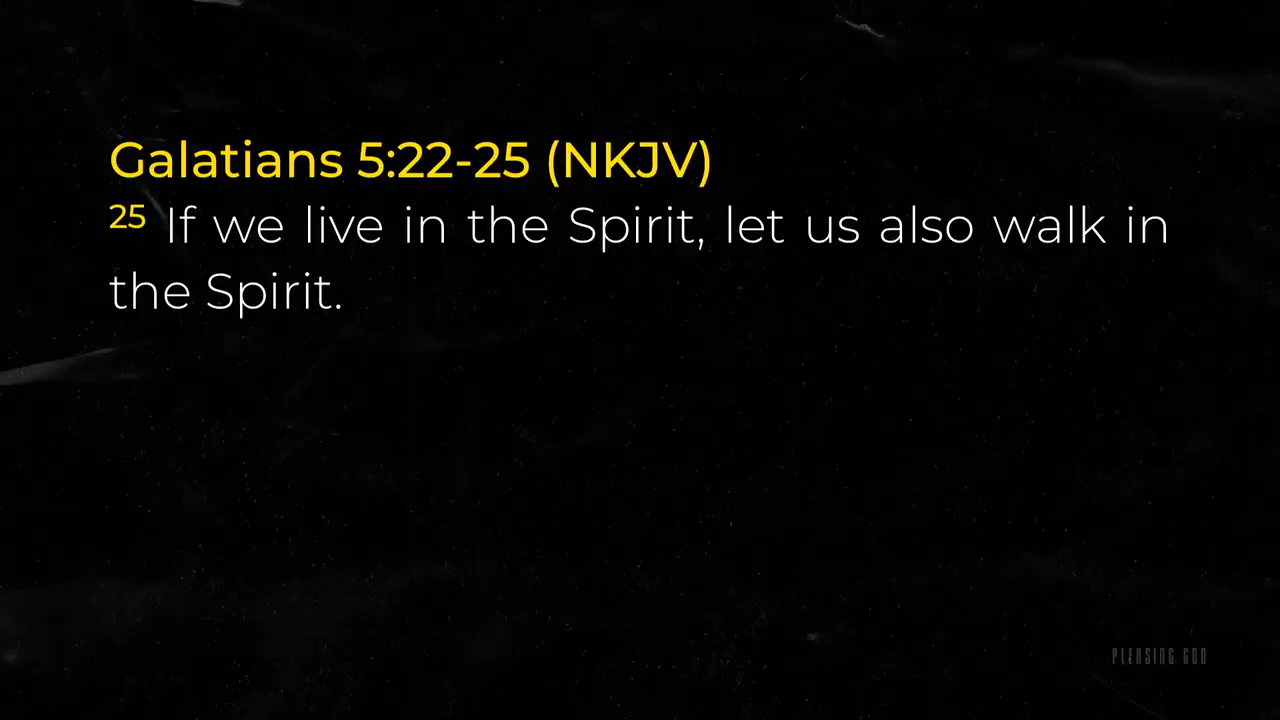 Galatians 5:22-25 (NKJV)
25 If we live in the Spirit, let us also walk in
the Spirit.
PLEASING GOD